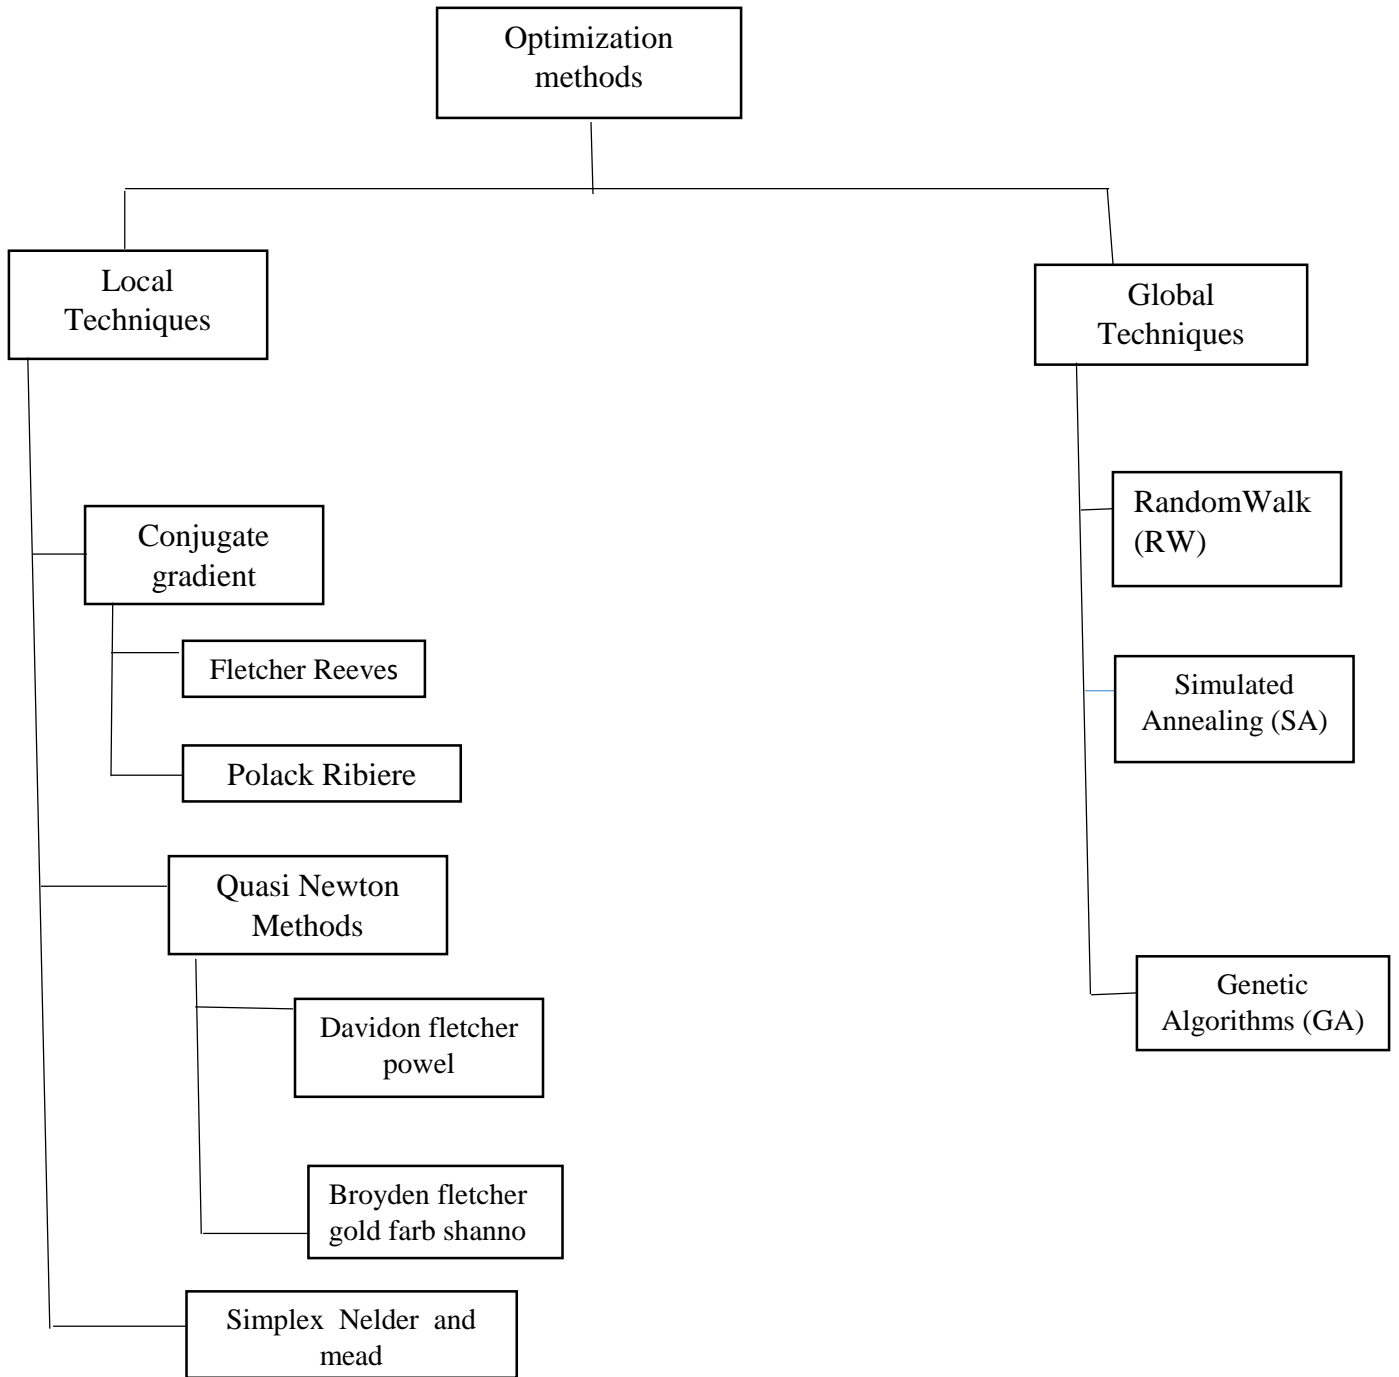 Optimization
methods
Local
Techniques
Global
Techniques
Conjugate
gradient
Fletcher Reeves
Polack Ribiere
Quasi Newton
Methods
Davidon fletcher
powel
Broyden fletcher
gold farb shanno
Simplex Nelder and
mead
RandomWalk
(RW)
Simulated
Annealing (SA)
Genetic
Algorithms (GA)